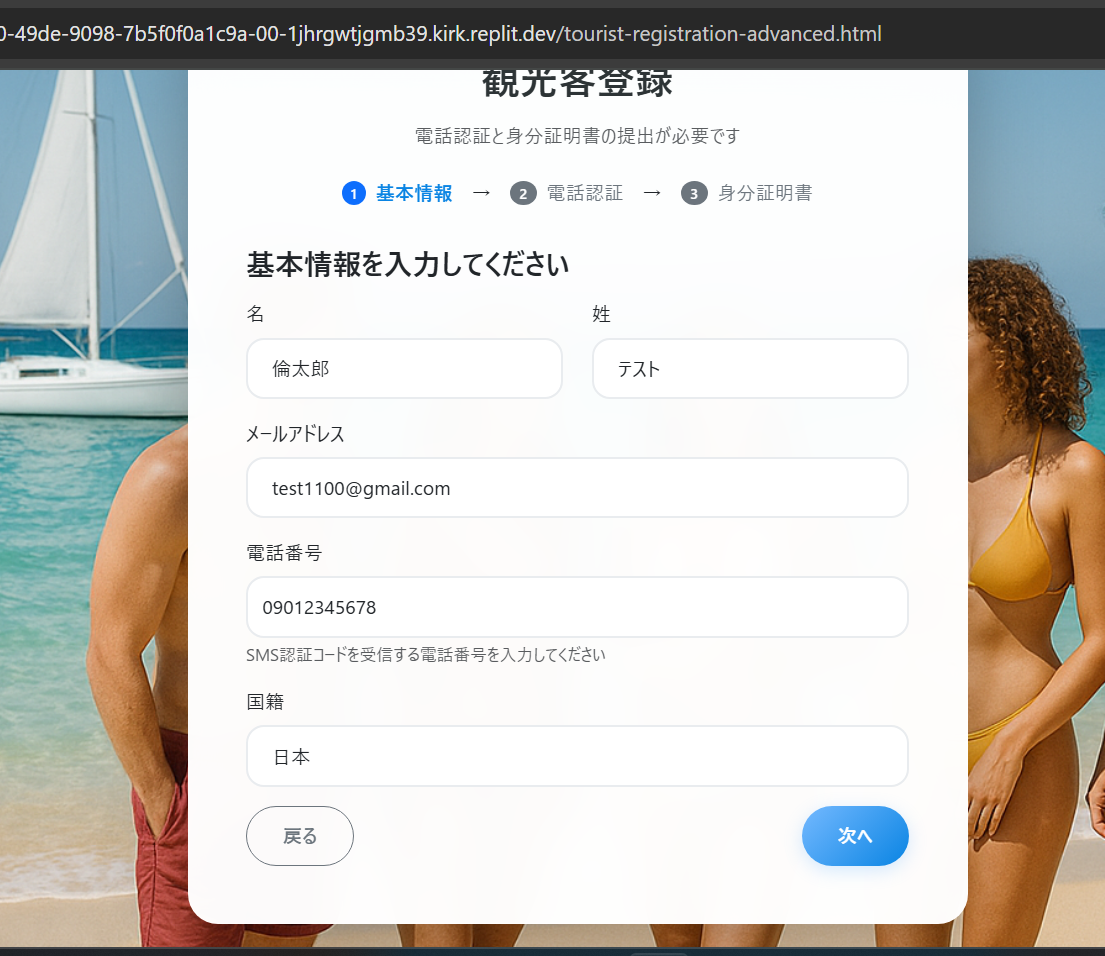 0-49de-9098-7b5f0f0a1c9a-00-1jhrgwtjgmb39.kirk.replit.dev/tourist-registration-advanced.html
観光客登録
電話認証と身分証明書の提出が必要です
1 基本情報 → 2 電話認証 → 3 身分証明書
基本情報を入力してください
名 姓
倫太郎 テスト
メールアドレス
test1100@gmail.com
電話番号
09012345678
SMS認証コードを受信する電話番号を入力してください
国籍
日本
戻る 次へ